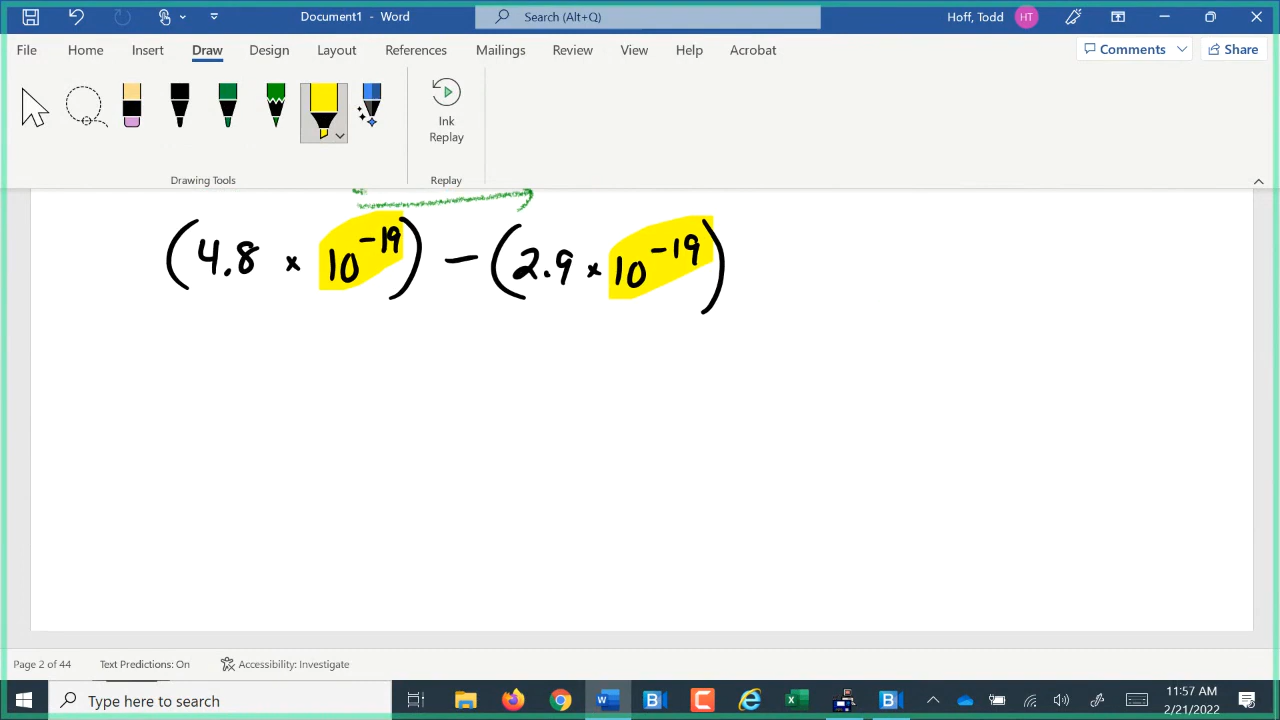 Document1 - Word
Search (Alt+Q)
Hoff, Todd
HT
File Home Insert Draw Design Layout References Mailings Review View Help Acrobat
Comments
Share
Ink
Replay
Drawing Tools
Replay
(4.8 × 10⁻¹⁹) − (2.9 × 10⁻¹⁹)
Page 2 of 44
Text Predictions: On
Accessibility: Investigate
Type here to search
11:57 AM
2/21/2022